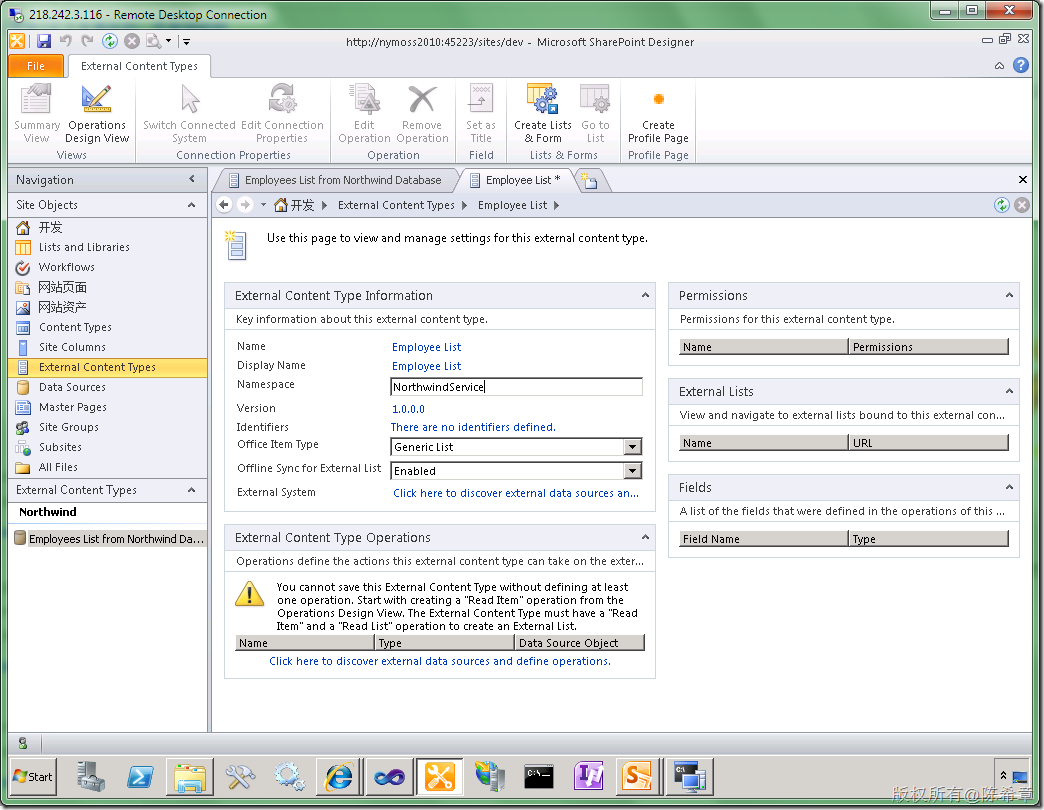 218.242.3.116 - Remote Desktop Connection
http://nymoss2010:45223/sites/dev - Microsoft SharePoint Designer
File
External Content Types
Summary View
Operations Design View
Switch Connected System
Edit Connection Properties
Edit Operation
Remove Operation
Set as Title
Create Lists & Form
Go to List
Create Profile Page
Views
Connection Properties
Operation
Field
Lists & Forms
Profile Page
Navigation
Employees List from Northwind Database
Employee List *
Site Objects
开发
External Content Types
Employee List
开发
Lists and Libraries
Workflows
网站页面
网站资产
Content Types
Site Columns
External Content Types
Data Sources
Master Pages
Site Groups
Subsites
All Files
External Content Types
Northwind
Employees List from Northwind Da...
Use this page to view and manage settings for this external content type.
External Content Type Information
Key information about this external content type.
Name
Employee List
Display Name
Employee List
Namespace
NorthwindService
Version
1.0.0.0
Identifiers
There are no identifiers defined.
Office Item Type
Generic List
Offline Sync for External List
Enabled
External System
Click here to discover external data sources an...
External Content Type Operations
Operations define the actions this external content type can take on the exter...
You cannot save this External Content Type without defining at least
one operation. Start with creating a "Read Item" operation from the
Operations Design View. The External Content Type must have a "Read
Item" and a "Read List" operation to create an External List.
Name
Type
Data Source Object
Click here to discover external data sources and define operations.
Permissions
Permissions for this external content type.
Name
Permissions
External Lists
View and navigate to external lists bound to this external con...
Name
URL
Fields
A list of the fields that were defined in the operations of this ...
Field Name
Type
Start
C:\.
版权所有@陈希章